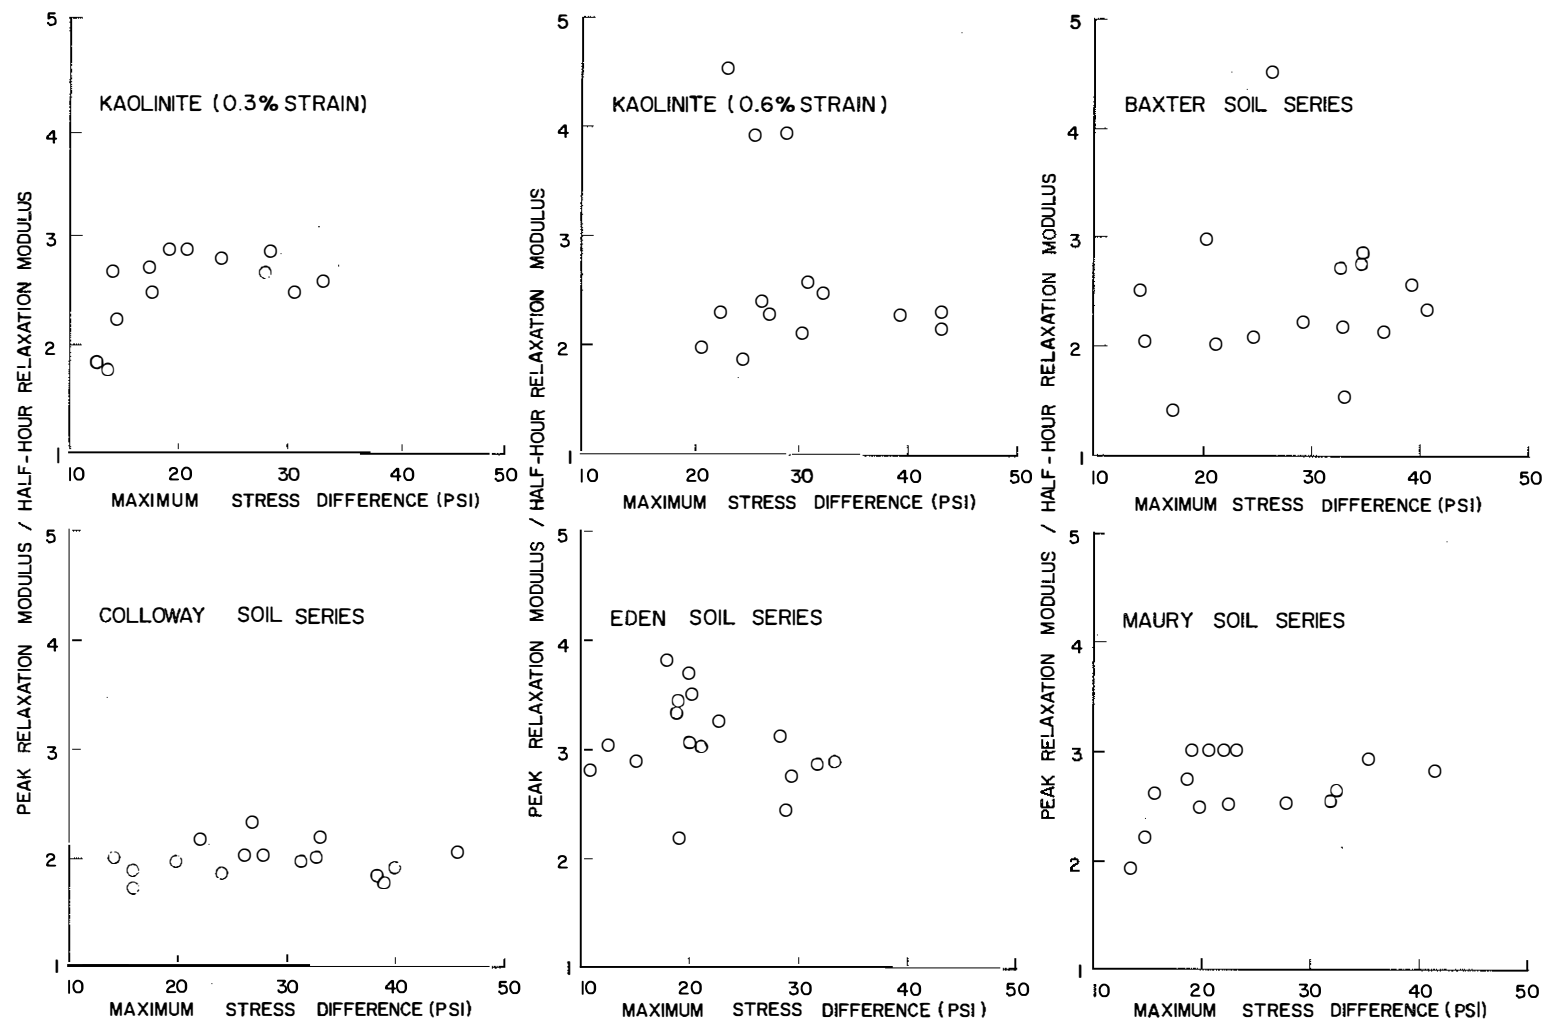 PEAK RELAXATION MODULUS / HALF-HOUR RELAXATION MODULUS
5
4
3
2
1
KAOLINITE (0.3% STRAIN)
10 20 30 40 50
MAXIMUM STRESS DIFFERENCE (PSI)
PEAK RELAXATION MODULUS / HALF-HOUR RELAXATION MODULUS
5
4
3
2
1
KAOLINITE (0.6% STRAIN)
10 20 30 40 50
MAXIMUM STRESS DIFFERENCE (PSI)
PEAK RELAXATION MODULUS / HALF-HOUR RELAXATION MODULUS
5
4
3
2
1
BAXTER SOIL SERIES
10 20 30 40 50
MAXIMUM STRESS DIFFERENCE (PSI)
5
4
3
2
1
COLLOWAY SOIL SERIES
10 20 30 40 50
MAXIMUM STRESS DIFFERENCE (PSI)
5
4
3
2
1
EDEN SOIL SERIES
10 20 30 40 50
MAXIMUM STRESS DIFFERENCE (PSI)
5
4
3
2
1
MAURY SOIL SERIES
10 20 30 40 50
MAXIMUM STRESS DIFFERENCE (PSI)